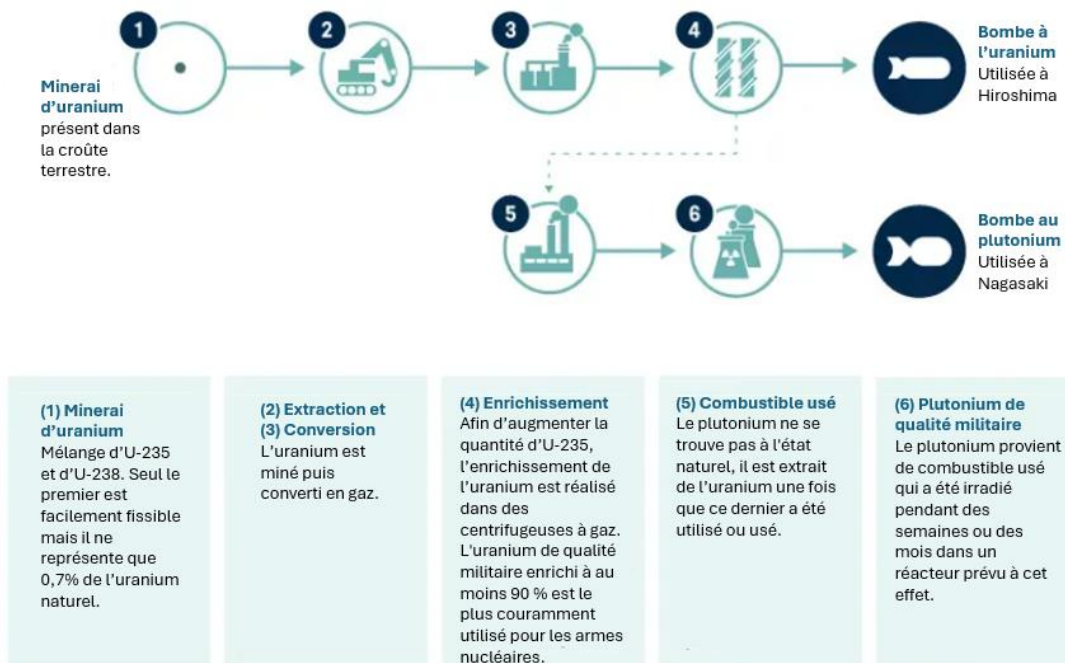 1
2
3
4
Minerai
d'uranium
présent dans
la croûte
terrestre.
Bombe à
l'uranium
Utilisée à
Hiroshima
5
6
Bombe au
plutonium
Utilisée à
Nagasaki
(1) Minerai
d'uranium
Mélange d'U-235
et d'U-238. Seul le
premier est
facilement fissible
mais il ne
représente que
0,7% de l'uranium
naturel.
(2) Extraction et
(3) Conversion
L'uranium est
miné puis
converti en gaz.
(4) Enrichissement
Afin d'augmenter la
quantité d'U-235,
l'enrichissement de
l'uranium est réalisé
dans des
centrifugeuses à gaz.
L'uranium de qualité
militaire enrichi à au
moins 90 % est le
plus couramment
utilisé pour les armes
nucléaires.
(5) Combustible usé
Le plutonium ne se
trouve pas à l'état
naturel, il est extrait
de l'uranium une fois
que ce dernier a été
utilisé ou usé.
(6) Plutonium de
qualité militaire
Le plutonium provient
de combustible usé
qui a été irradié
pendant des
semaines ou des
mois dans un
réacteur prévu à cet
effet.